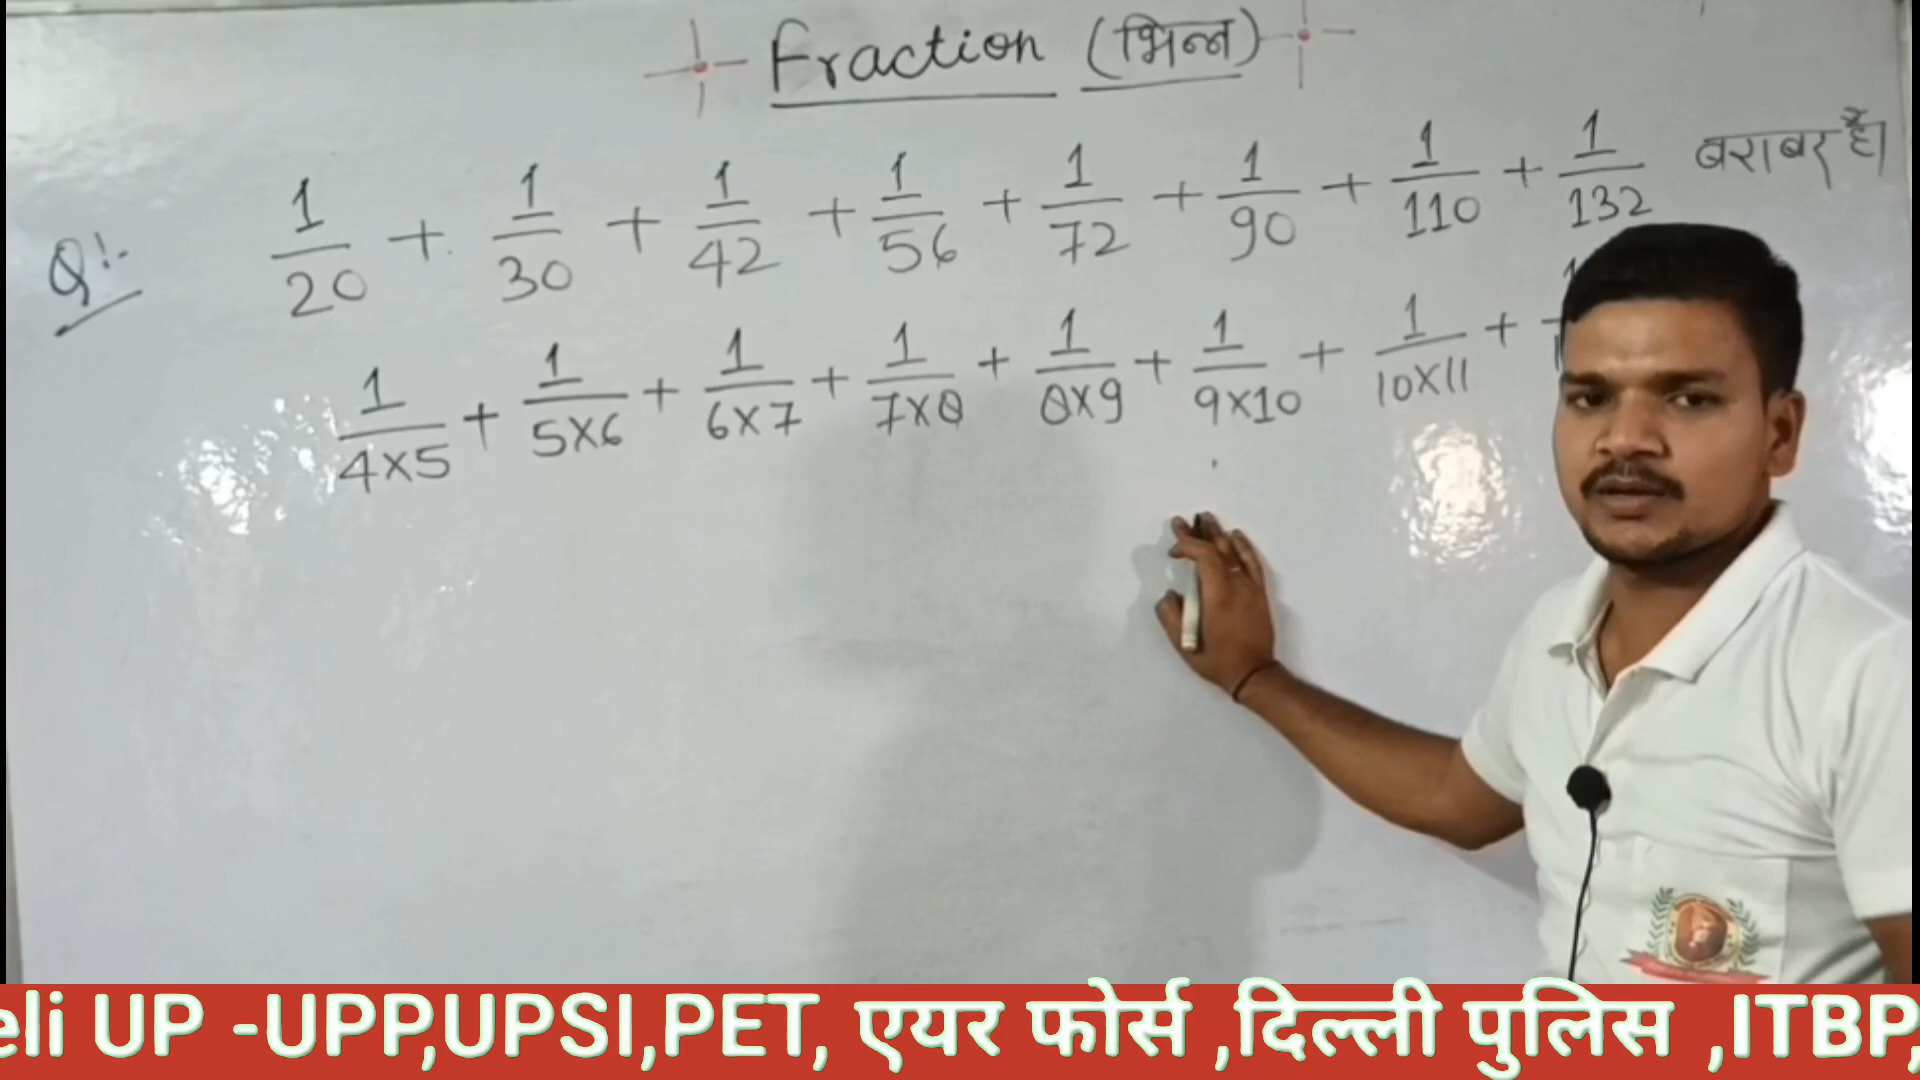 Fraction (भिन्न)
Q!- 1/20 + 1/30 + 1/42 + 1/56 + 1/72 + 1/90 + 1/110 + 1/132 बराबर है।
1/4×5 + 1/5×6 + 1/6×7 + 1/7×8 + 1/8×9 + 1/9×10 + 1/10×11 +
eli UP -UPP,UPSI,PET, एयर फोर्स ,दिल्ली पुलिस ,ITBP,